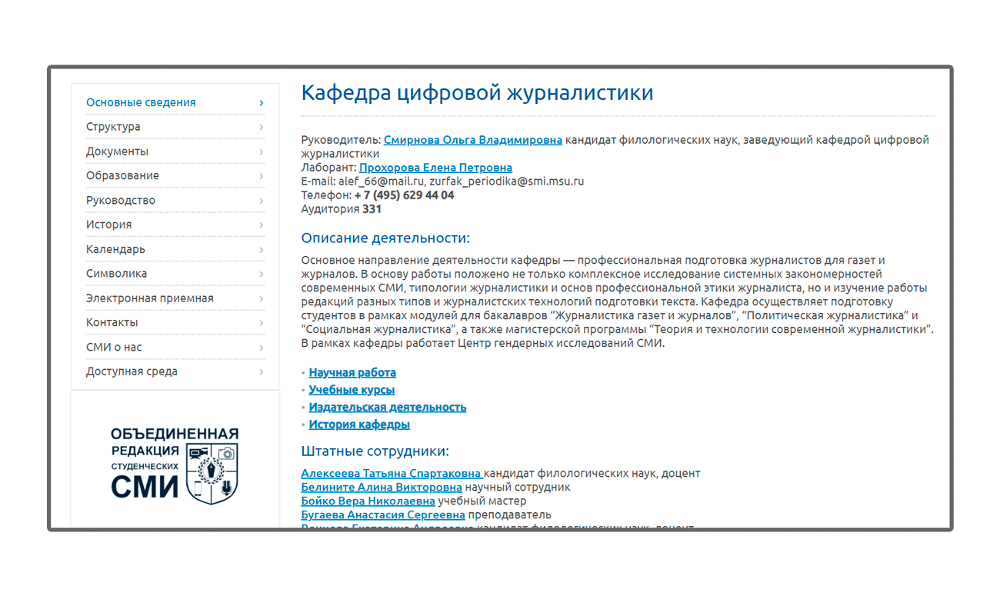 Основные сведения
Структура
Документы
Образование
Руководство
История
Календарь
Символика
Электронная приемная
Контакты
СМИ о нас
Доступная среда
ОБЪЕДИНЕННАЯ
РЕДАКЦИЯ
СТУДЕНЧЕСКИХ
СМИ
Кафедра цифровой журналистики
Руководитель: Смирнова Ольга Владимировна кандидат филологических наук, заведующий кафедрой цифровой
журналистики
Лаборант: Прохорова Елена Петровна
E-mail: alef_66@mail.ru, zurfak_periodika@smi.msu.ru
Телефон: + 7 (495) 629 44 04
Аудитория 331
Описание деятельности:
Основное направление деятельности кафедры — профессиональная подготовка журналистов для газет и
журналов. В основу работы положено не только комплексное исследование системных закономерностей
современных СМИ, типологии журналистики и основ профессиональной этики журналиста, но и изучение работы
редакций разных типов и журналистских технологий подготовки текста. Кафедра осуществляет подготовку
студентов в рамках модулей для бакалавров “Журналистика газет и журналов”, “Политическая журналистика” и
“Социальная журналистика”, а также магистерской программы “Теория и технологии современной журналистики”.
В рамках кафедры работает Центр гендерных исследований СМИ.
• Научная работа
• Учебные курсы
• Издательская деятельность
• История кафедры
Штатные сотрудники:
Алексеева Татьяна Спартаковна кандидат филологических наук, доцент
Белините Алина Викторовна научный сотрудник
Бойко Вера Николаевна учебный мастер
Бугаева Анастасия Сергеевна преподаватель
Екатерина Андреевна кандидат филологических наук, доцент